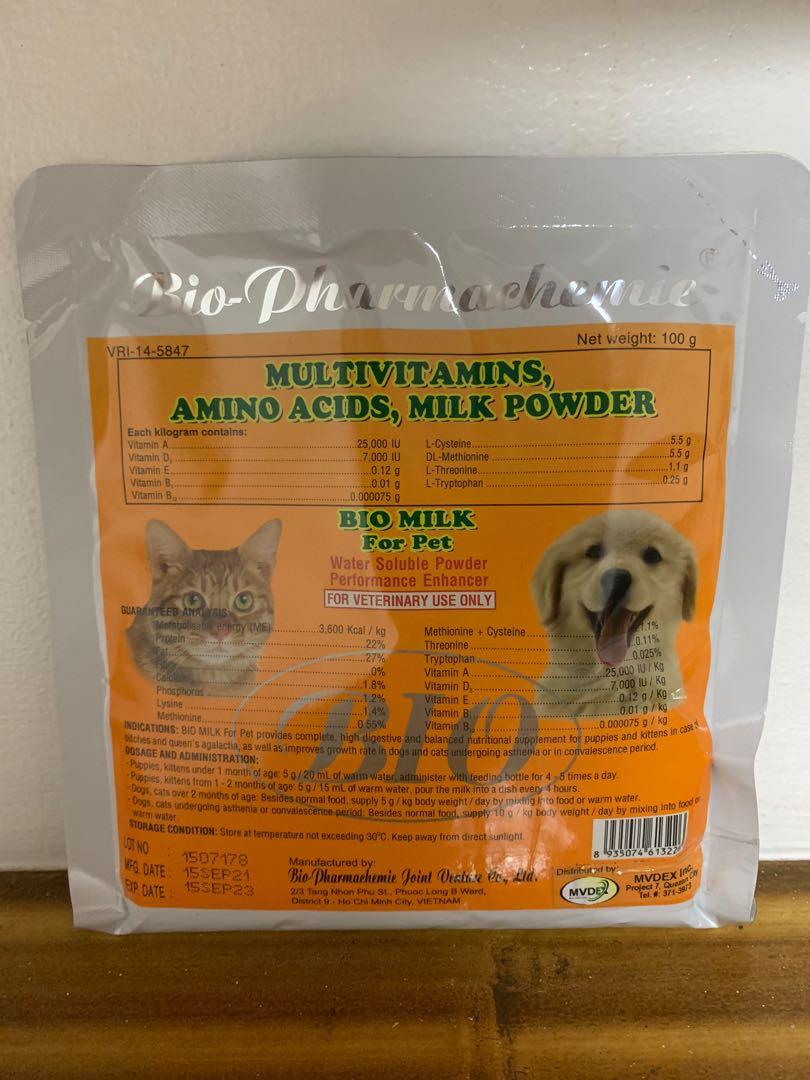 Bio-Pharmachemie®
VRI-14-5847
Net weight: 100 g
MULTIVITAMINS,
AMINO ACIDS, MILK POWDER
Each kilogram contains:
Vitamin A 25,000 IU
Vitamin D3 7,000 IU
Vitamin E 0.12 g
Vitamin B1 0.01 g
Vitamin B12 0.000075 g
L-Cysteine 5.5 g
DL-Methionine 5.5 g
L-Threonine 1.1 g
L-Tryptophan 0.25 g
BIO MILK
For Pet
Water Soluble Powder
Performance Enhancer
FOR VETERINARY USE ONLY
GUARANTEED ANALYSIS:
Metabolisable energy (ME) 3,600 Kcal / kg
Protein 22%
Fat 27%
0%
1.8%
Phosphorus 1.2%
Lysine 1.4%
Methionine 0.55%
Methionine + Cysteine 1.1%
Threonine 0.11%
Tryptophan 0.025%
Vitamin A 25,000 IU / Kg
Vitamin D3 7,000 IU / Kg
Vitamin E 0.12 g / Kg
Vitamin B1 0.01 g / kg
Vitamin B12 0.000075 g / kg
BIO
INDICATIONS: BIO MILK For Pet provides complete, high digestive and balanced nutritional supplement for puppies and kittens in case of
bitches and queen's agalactia, as well as improves growth rate in dogs and cats undergoing asthenia or in convalescence period.
DOSAGE AND ADMINISTRATION:
- Puppies, kittens under 1 month of age: 5 g / 20 mL of warm water, administer with feeding bottle for 4 - 5 times a day.
- Puppies, kittens from 1 - 2 months of age: 5 g / 15 mL of warm water, pour the milk into a dish every 4 hours.
- Dogs, cats over 2 months of age: Besides normal food, supply 5 g / kg body weight / day by mixing into food or warm water.
- Dogs, cats undergoing asthenia or convalescence period: Besides normal food, supply 10 g / kg body weight / day by mixing into food or
warm water.
STORAGE CONDITION: Store at temperature not exceeding 30°C. Keep away from direct sunlight.
LOT NO : 1507178
MFG. DATE : 15SEP21
EXP. DATE : 15SEP23
Manufactured by:
Bio-Pharmachemie Joint Venture Co., Ltd.
2/3 Tang Nhon Phu St., Phuoc Long B Ward,
District 9 - Ho Chi Minh City, VIETNAM
8 935074 61322
Distributed by:
MVDEX
MVDEX Inc.
Project 7, Quezon City
Tel. #: 371-3973